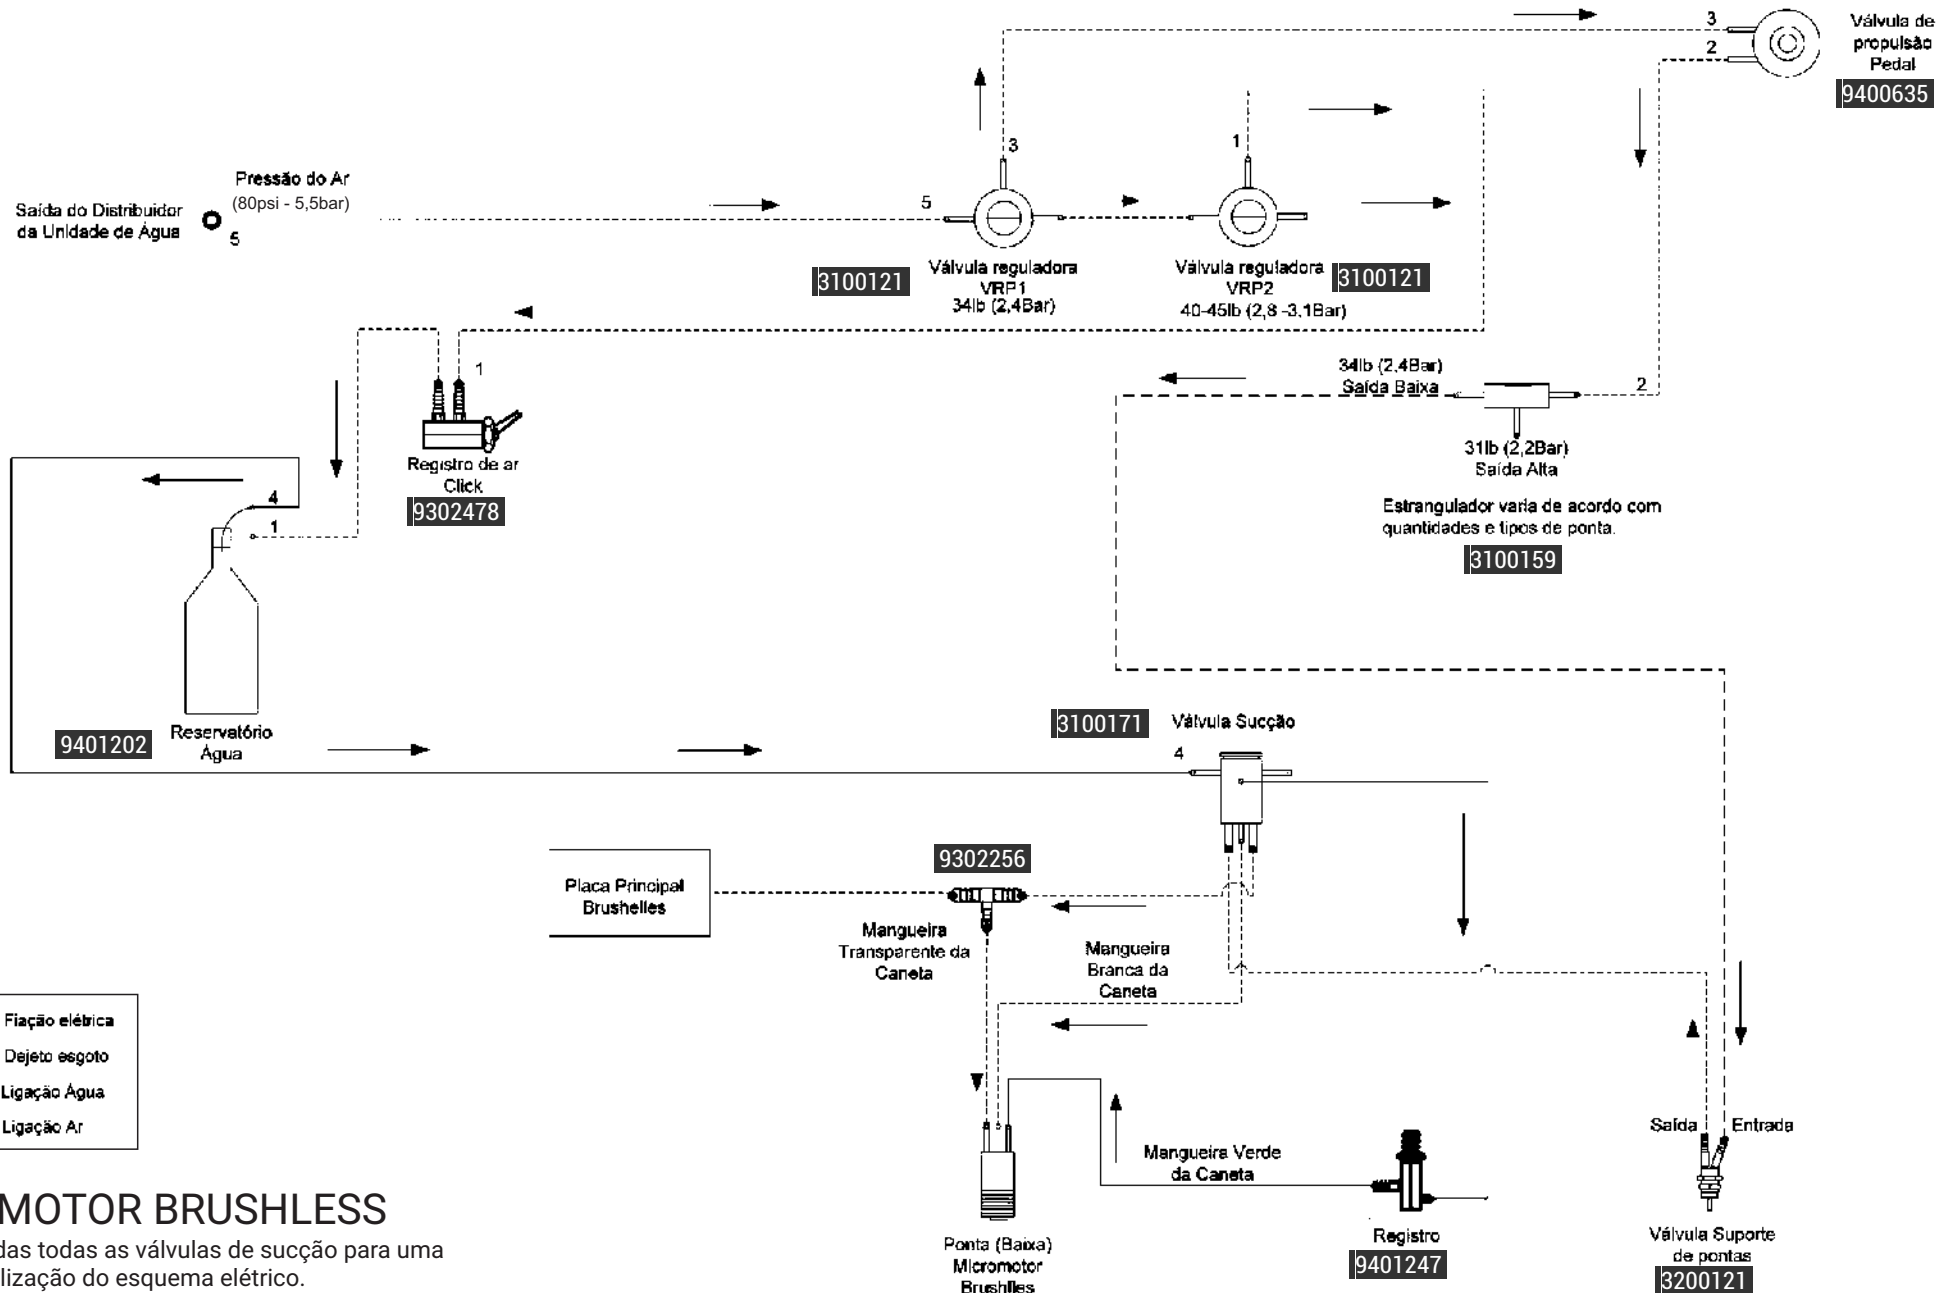 3
2
Válvula de
propulsão
Pedal
9400635
Saída do Distribuidor
da Unidade de Água
5
Pressão do Ar
(80psi - 5,5bar)
5
3
1
3100121
Válvula reguladora
VRP1
34lb (2,4Bar)
Válvula reguladora
VRP2
40-45lb (2,8 -3,1Bar)
3100121
1
Registro de ar
Click
9302478
34lb (2,4Bar)
Saída Baixa
2
31lb (2,2Bar)
Saída Alta
Estrangulador varia de acordo com
quantidades e tipos de ponta.
3100159
4
1
9401202
Reservatório
Água
3100171
Válvula Sucção
4
Placa Principal
Brushelles
9302256
Mangueira
Transparente da
Caneta
Mangueira
Branca da
Caneta
Fiação elétrica
Dejeto esgoto
Ligação Água
Ligação Ar
MOTOR BRUSHLESS
das todas as válvulas de sucção para uma
lização do esquema elétrico.
Ponta (Baixa)
Micromotor
Brushlles
Mangueira Verde
da Caneta
Registro
9401247
Saída
Entrada
Válvula Suporte
de pontas
3200121